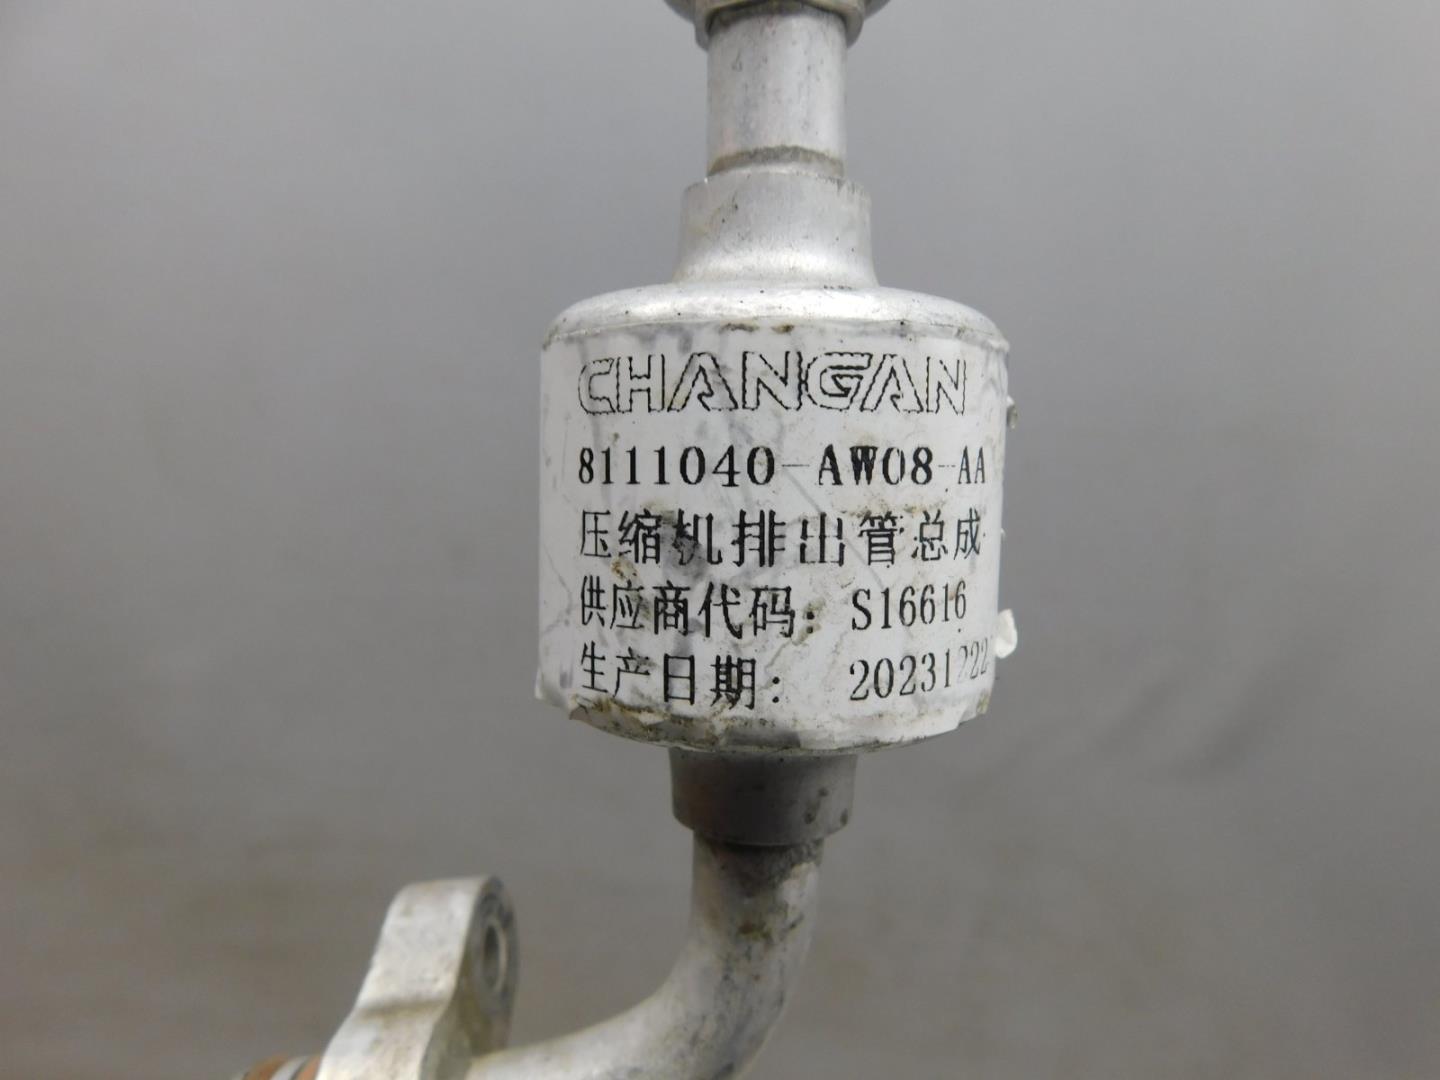 CHANGAN
8111040-AW08-AA
压缩机排出管总成
供应商代码: S16616
生产日期: 20231222